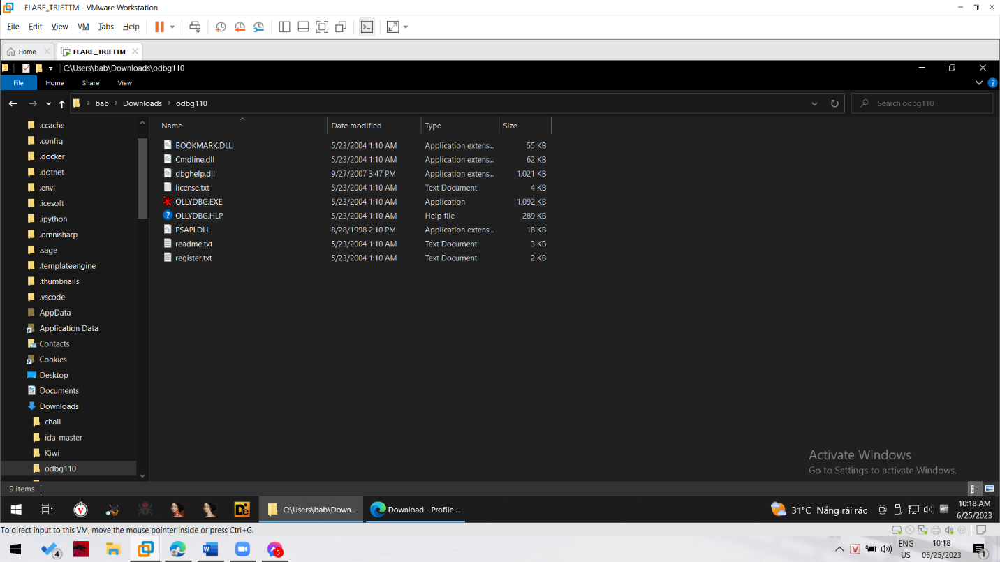 FLARE_TRIETTM - VMware Workstation
File Edit View VM Tabs Help
Home FLARE_TRIETTM
C:\Users\bab\Downloads\odbg110
File Home Share View
bab Downloads odbg110 Search odbg110
Name Date modified Type Size
.ccache
.config
.docker
.dotnet
.envi
.icesoft
.ipython
.omnisharp
.sage
.templateengine
.thumbnails
.vscode
AppData
Application Data
Contacts
Cookies
Desktop
Documents
Downloads
chall
ida-master
Kiwi
odbg110
BOOKMARK.DLL 5/23/2004 1:10 AM Application extens... 55 KB
Cmdline.dll 5/23/2004 1:10 AM Application extens... 62 KB
dbghelp.dll 9/27/2007 3:47 PM Application extens... 1,021 KB
license.txt 5/23/2004 1:10 AM Text Document 4 KB
OLLYDBG.EXE 5/23/2004 1:10 AM Application 1,092 KB
OLLYDBG.HLP 5/23/2004 1:10 AM Help file 289 KB
PSAPI.DLL 8/28/1998 2:10 PM Application extens... 18 KB
readme.txt 5/23/2004 1:10 AM Text Document 3 KB
register.txt 5/23/2004 1:10 AM Text Document 2 KB
Activate Windows
Go to Settings to activate Windows.
9 items
De C:\Users\bab\Down... Download - Profile ... 31°C Nắng rải rác 10:18 AM
6/25/2023
To direct input to this VM, move the mouse pointer inside or press Ctrl+G.
4 5 V ENG 10:18 1
US 06/25/2023